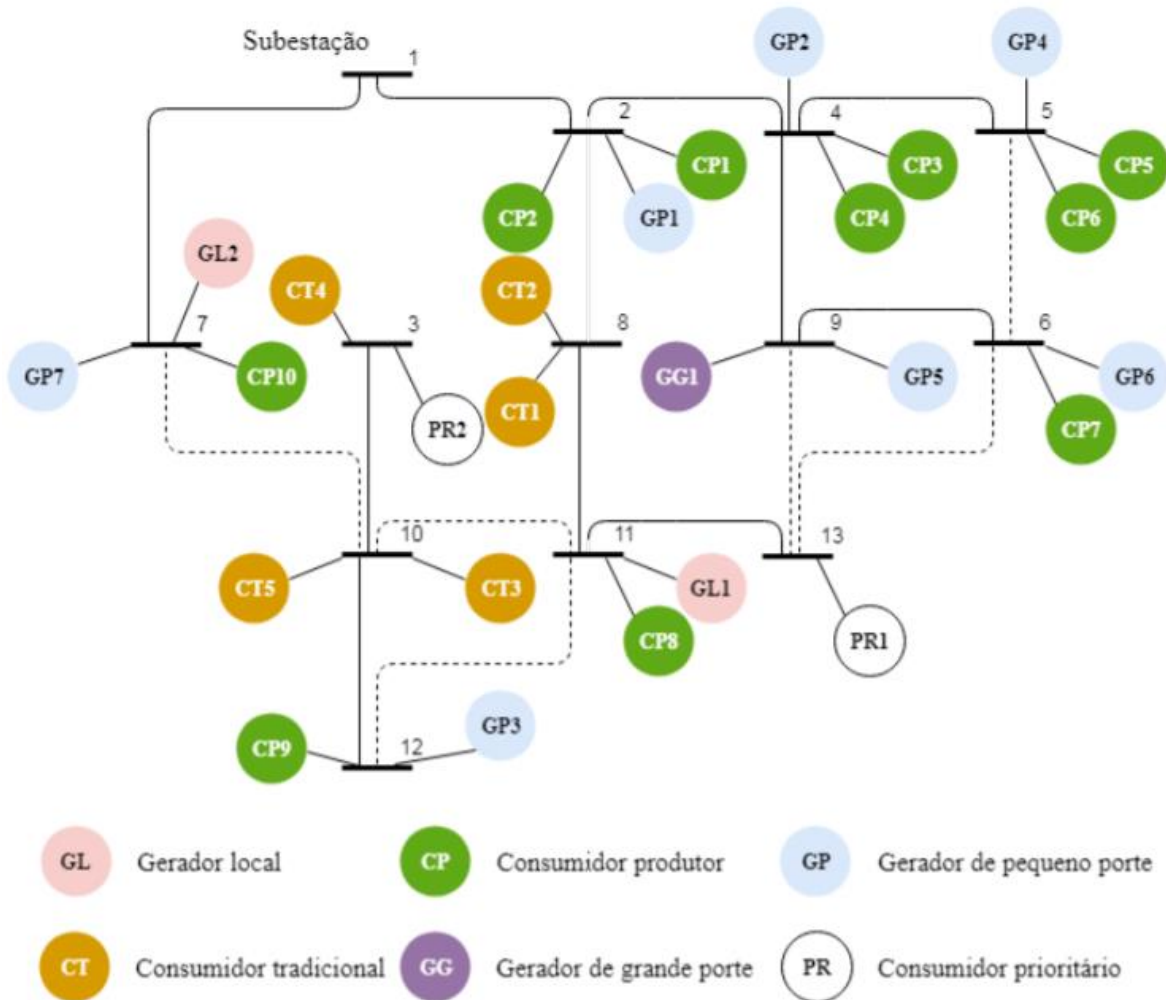 GP2
GP4
Subestação
1
2
4
5
CP1
CP3
CP5
CP2
GP1
CP4
CP6
GL2
CT4
CT2
7
3
8
9
6
GP7
CP10
GG1
GP5
GP6
CT1
PR2
CP7
10
11
13
CT5
CT3
GL1
CP8
PR1
GP3
CP9
12
GL Gerador local
CP Consumidor produtor
GP Gerador de pequeno porte
CT Consumidor tradicional
GG Gerador de grande porte
PR Consumidor prioritário